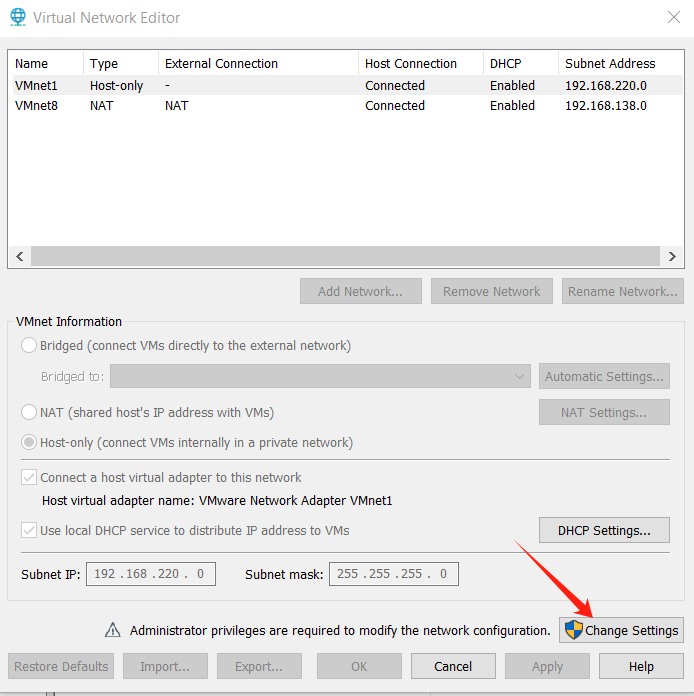 Virtual Network Editor
Name Type External Connection Host Connection DHCP Subnet Address
VMnet1 Host-only - Connected Enabled 192.168.220.0
VMnet8 NAT NAT Connected Enabled 192.168.138.0
Add Network... Remove Network Rename Network...
VMnet Information
Bridged (connect VMs directly to the external network)
Bridged to: Automatic Settings...
NAT (shared host's IP address with VMs) NAT Settings...
Host-only (connect VMs internally in a private network)
Connect a host virtual adapter to this network
Host virtual adapter name: VMware Network Adapter VMnet1
Use local DHCP service to distribute IP address to VMs DHCP Settings...
Subnet IP: 192 . 168 . 220 . 0 Subnet mask: 255 . 255 . 255 . 0
Administrator privileges are required to modify the network configuration. Change Settings
Restore Defaults Import... Export... OK Cancel Apply Help